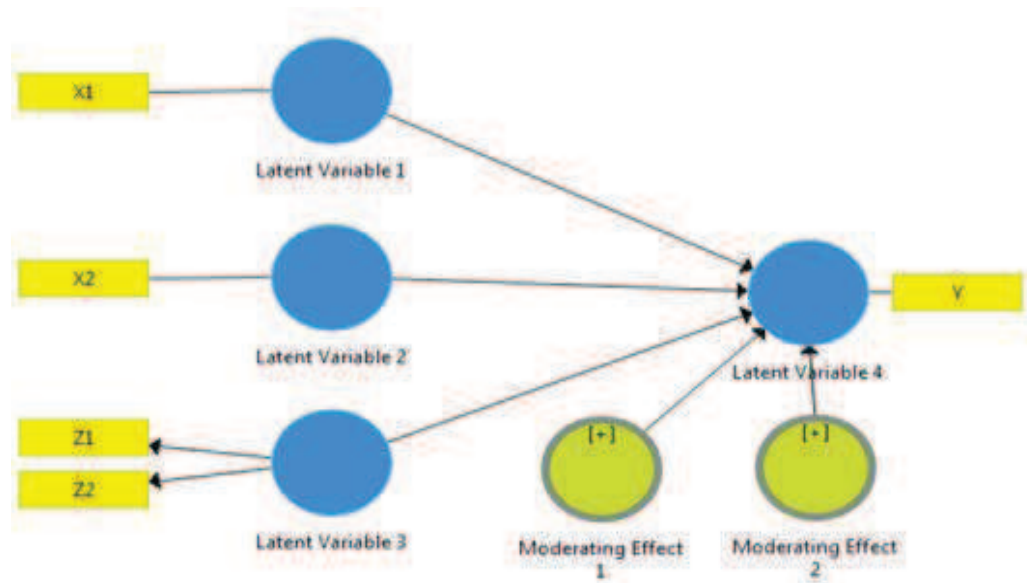 X1
Latent Variable 1
X2
Latent Variable 2
Y
Latent Variable 4
Z1
Z2
Latent Variable 3
[+]
Moderating Effect
1
[+]
Moderating Effect
2